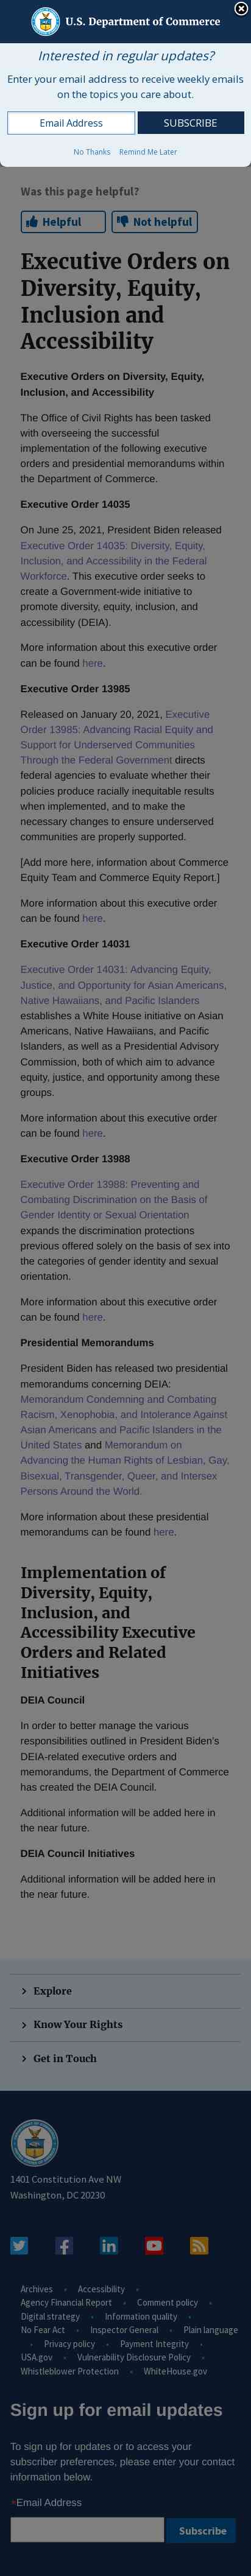 U.S. Department of Commerce
Interested in regular updates?
Enter your email address to receive weekly emails
on the topics you care about.
Email Address
SUBSCRIBE
No Thanks
Remind Me Later
Was this page helpful?
Helpful
Not helpful
Executive Orders on
Diversity, Equity,
Inclusion and
Accessibility
Executive Orders on Diversity, Equity,
Inclusion, and Accessibility
The Office of Civil Rights has been tasked
with overseeing the successful
implementation of the following executive
orders and presidential memorandums within
the Department of Commerce.
Executive Order 14035
On June 25, 2021, President Biden released
Executive Order 14035: Diversity, Equity,
Inclusion, and Accessibility in the Federal
Workforce. This executive order seeks to
create a Government-wide initiative to
promote diversity, equity, inclusion, and
accessibility (DEIA).
More information about this executive order
can be found here.
Executive Order 13985
Released on January 20, 2021, Executive
Order 13985: Advancing Racial Equity and
Support for Underserved Communities
Through the Federal Government directs
federal agencies to evaluate whether their
policies produce racially inequitable results
when implemented, and to make the
necessary changes to ensure underserved
communities are properly supported.
[Add more here, information about Commerce
Equity Team and Commerce Equity Report.]
More information about this executive order
can be found here.
Executive Order 14031
Executive Order 14031: Advancing Equity,
Justice, and Opportunity for Asian Americans,
Native Hawaiians, and Pacific Islanders
establishes a White House initiative on Asian
Americans, Native Hawaiians, and Pacific
Islanders, as well as a Presidential Advisory
Commission, both of which aim to advance
equity, justice, and opportunity among these
groups.
More information about this executive order
can be found here.
Executive Order 13988
Executive Order 13988: Preventing and
Combating Discrimination on the Basis of
Gender Identity or Sexual Orientation
expands the discrimination protections
previous offered solely on the basis of sex into
the categories of gender identity and sexual
orientation.
More information about this executive order
can be found here.
Presidential Memorandums
President Biden has released two presidential
memorandums concerning DEIA:
Memorandum Condemning and Combating
Racism, Xenophobia, and Intolerance Against
Asian Americans and Pacific Islanders in the
United States and Memorandum on
Advancing the Human Rights of Lesbian, Gay,
Bisexual, Transgender, Queer, and Intersex
Persons Around the World.
More information about these presidential
memorandums can be found here.
Implementation of
Diversity, Equity,
Inclusion, and
Accessibility Executive
Orders and Related
Initiatives
DEIA Council
In order to better manage the various
responsibilities outlined in President Biden's
DEIA-related executive orders and
memorandums, the Department of Commerce
has created the DEIA Council.
Additional information will be added here in
the near future.
DEIA Council Initiatives
Additional information will be added here in
the near future.
Explore
Know Your Rights
Get in Touch
1401 Constitution Ave NW
Washington, DC 20230
Archives • Accessibility •
Agency Financial Report • Comment policy •
Digital strategy • Information quality •
No Fear Act • Inspector General • Plain language
• Privacy policy • Payment Integrity •
USA.gov • Vulnerability Disclosure Policy •
Whistleblower Protection • WhiteHouse.gov
Sign up for email updates
To sign up for updates or to access your
subscriber preferences, please enter your contact
information below.
*Email Address
Subscribe